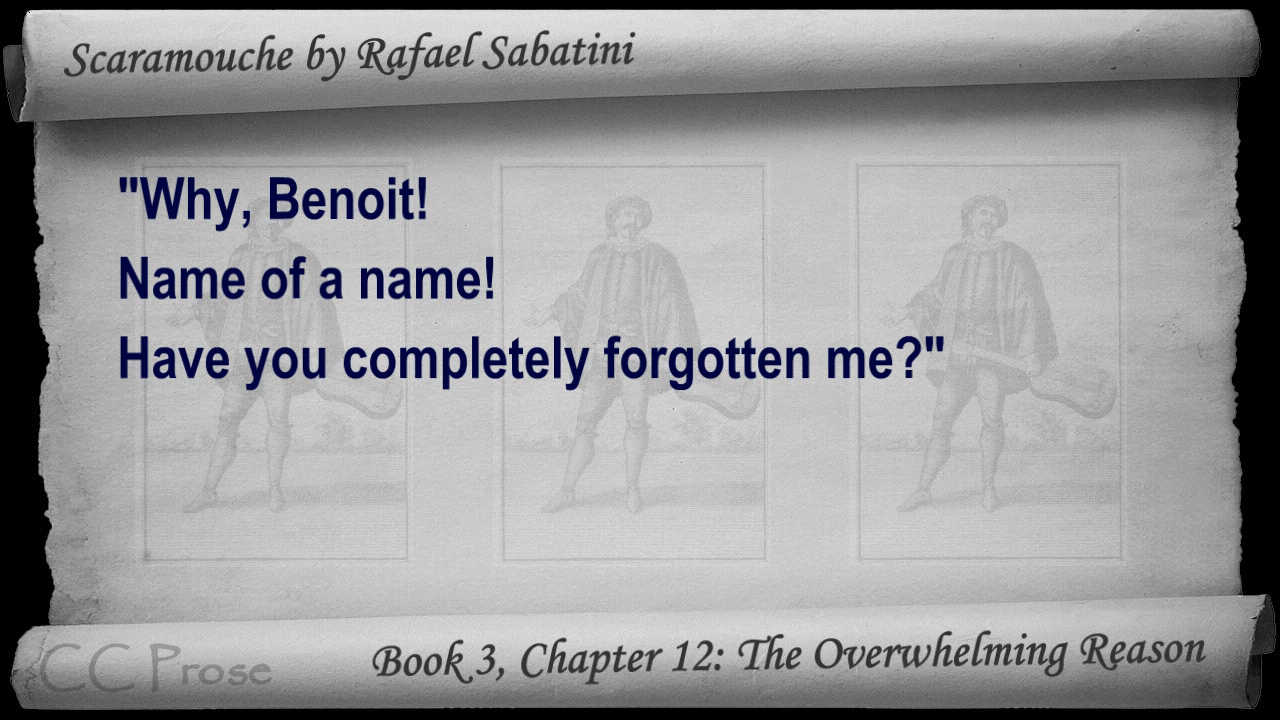 Scaramouche by Rafael Sabatini
"Why, Benoit!
Name of a name!
Have you completely forgotten me?"
CC Prose
Book 3, Chapter 12: The Overwhelming Reason